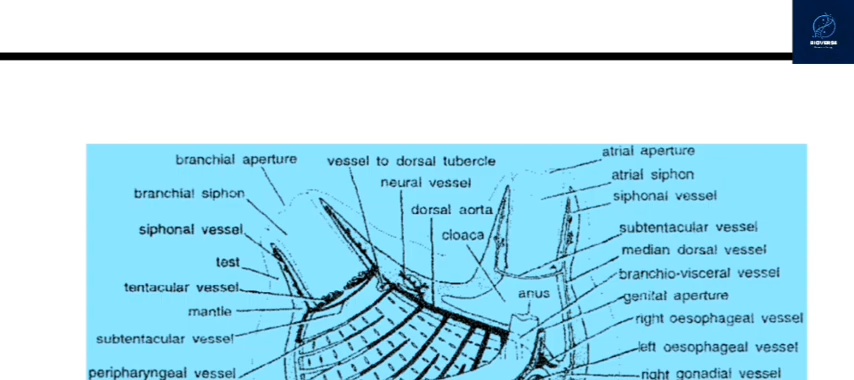 BIOVERSE
branchial aperture
vessel to dorsal tubercle
atrial aperture
neural vessel
atrial siphon
branchial siphon
siphonal vessel
dorsal aorta
siphonal vessel
subtentacular vessel
cloaca
median dorsal vessel
test
branchio-visceral vessel
tentacular vessel
anus
genital aperture
mantle
right oesophageal vessel
subtentacular vessel
left oesophageal vessel
peripharyngeal vessel
right gonadial vessel